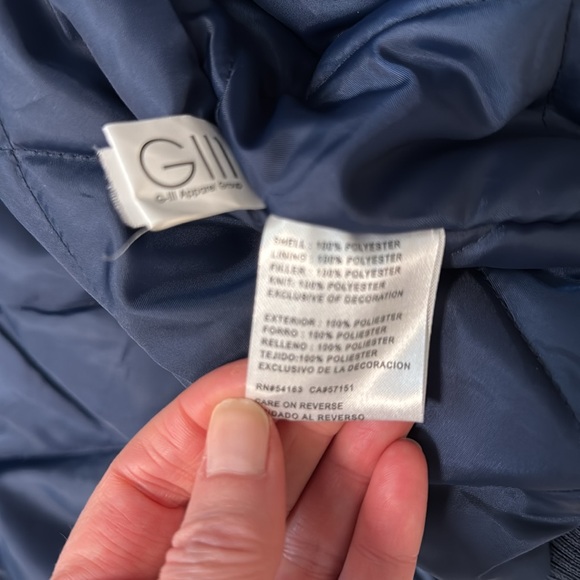 GIII
G-III Apparel Group
SHELL : 100% POLYESTER
LINING : 100% POLYESTER
FILLER : 100% POLYESTER
KNIT: 100% POLYESTER
EXCLUSIVE OF DECORATION
EXTERIOR : 100% POLIESTER
FORRO : 100% POLIESTER
RELLENO : 100% POLIESTER
TEJIDO:100% POLIESTER
EXCLUSIVO DE LA DECORACION
RN#54163 CA#57151
CARE ON REVERSE
CUIDADO AL REVERSO